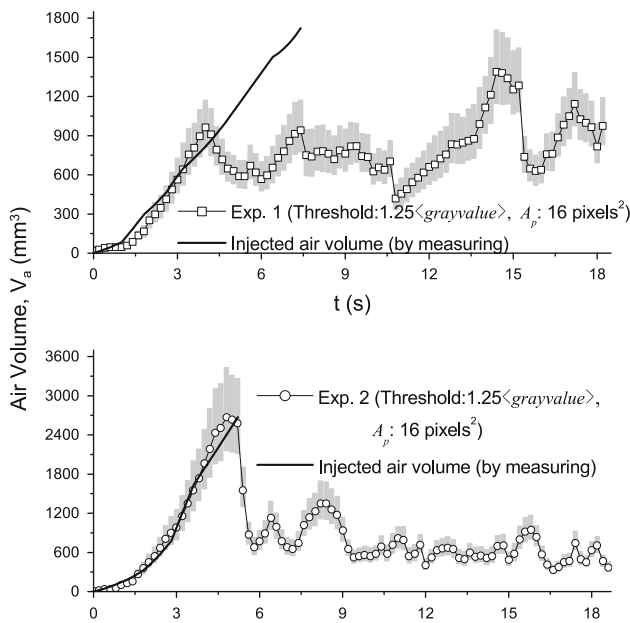 1800
1500
1200
900
600
300
0
Exp. 1 (Threshold:1.25<grayvalue>, Aₚ: 16 pixels²)
Injected air volume (by measuring)
0 3 6 9 12 15 18
t (s)
Air Volume, Vₐ (mm³)
3600
3000
2400
1800
1200
600
0
Exp. 2 (Threshold:1.25<grayvalue>,
Aₚ: 16 pixels²)
Injected air volume (by measuring)
0 3 6 9 12 15 18